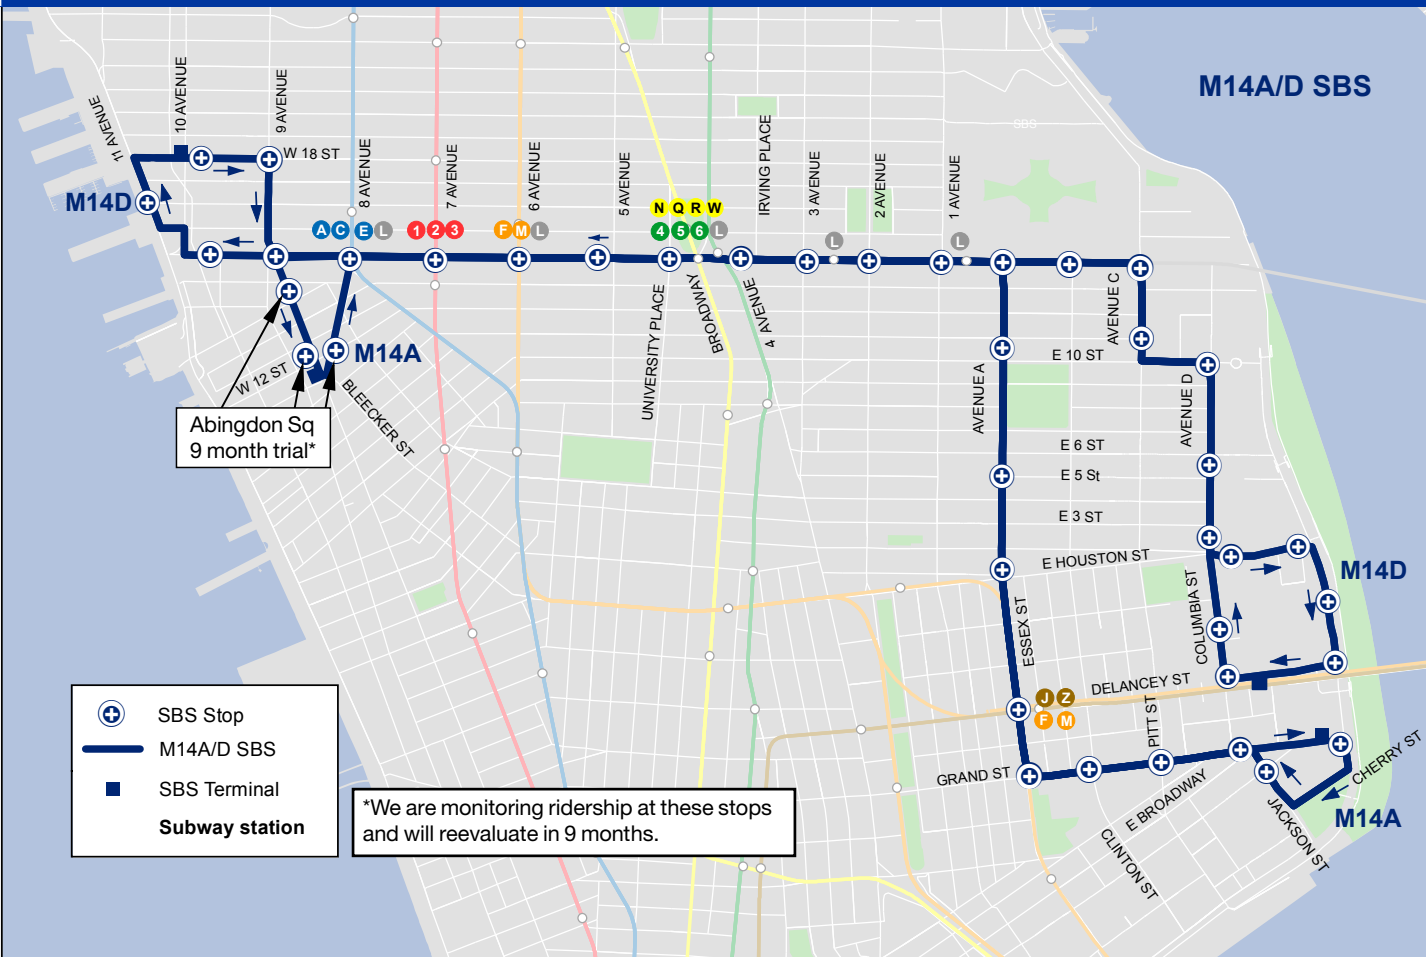 M14A/D SBS
SBS
11 AVENUE
10 AVENUE
9 AVENUE
W 18 ST
8 AVENUE
7 AVENUE
6 AVENUE
5 AVENUE
IRVING PLACE
3 AVENUE
2 AVENUE
1 AVENUE
M14D
A C E L
1 2 3
F M L
N Q R W
4 5 6 L
L
L
UNIVERSITY PLACE
BROADWAY
4 AVENUE
AVENUE C
M14A
W 12 ST
BLEECKER ST
Abingdon Sq
9 month trial*
AVENUE A
E 10 ST
AVENUE D
E 6 ST
E 5 St
E 3 ST
E HOUSTON ST
M14D
COLUMBIA ST
ESSEX ST
DELANCEY ST
J Z
F M
PITT ST
GRAND ST
E BROADWAY
CLINTON ST
JACKSON ST
CHERRY ST
M14A
SBS Stop
M14A/D SBS
SBS Terminal
Subway station
*We are monitoring ridership at these stops
and will reevaluate in 9 months.